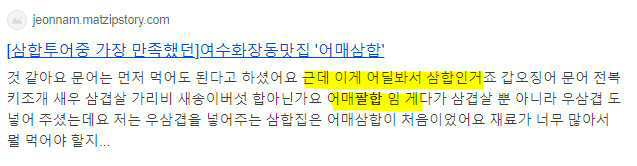 jeonnam.matzipstory.com
[삼합투어중 가장 만족했던]여수화장동맛집 '어매삼합'
것 같아요 문어는 먼저 먹어도 된다고 하셨어요 근데 이게 어딜봐서 삼합인거죠 갑오징어 문어 전복
키조개 새우 삼겹살 가리비 새송이버섯 합아닌가요 어매팔합 임 게다가 삼겹살 뿐 아니라 우삼겹 도
넣어 주셨는데요 저는 우삼겹을 넣어주는 삼합집은 어매삼합이 처음이었어요 재료가 너무 많아서
뭘 먹어야 할지...